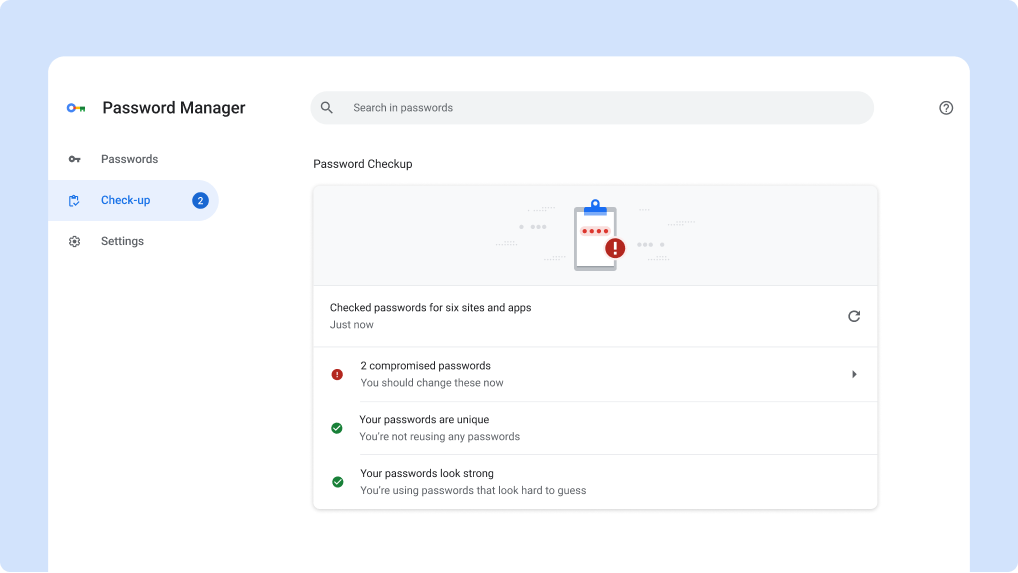 Password Manager
Search in passwords
Passwords
Check-up
2
Settings
Password Checkup
Checked passwords for six sites and apps
Just now
2 compromised passwords
You should change these now
Your passwords are unique
You're not reusing any passwords
Your passwords look strong
You're using passwords that look hard to guess